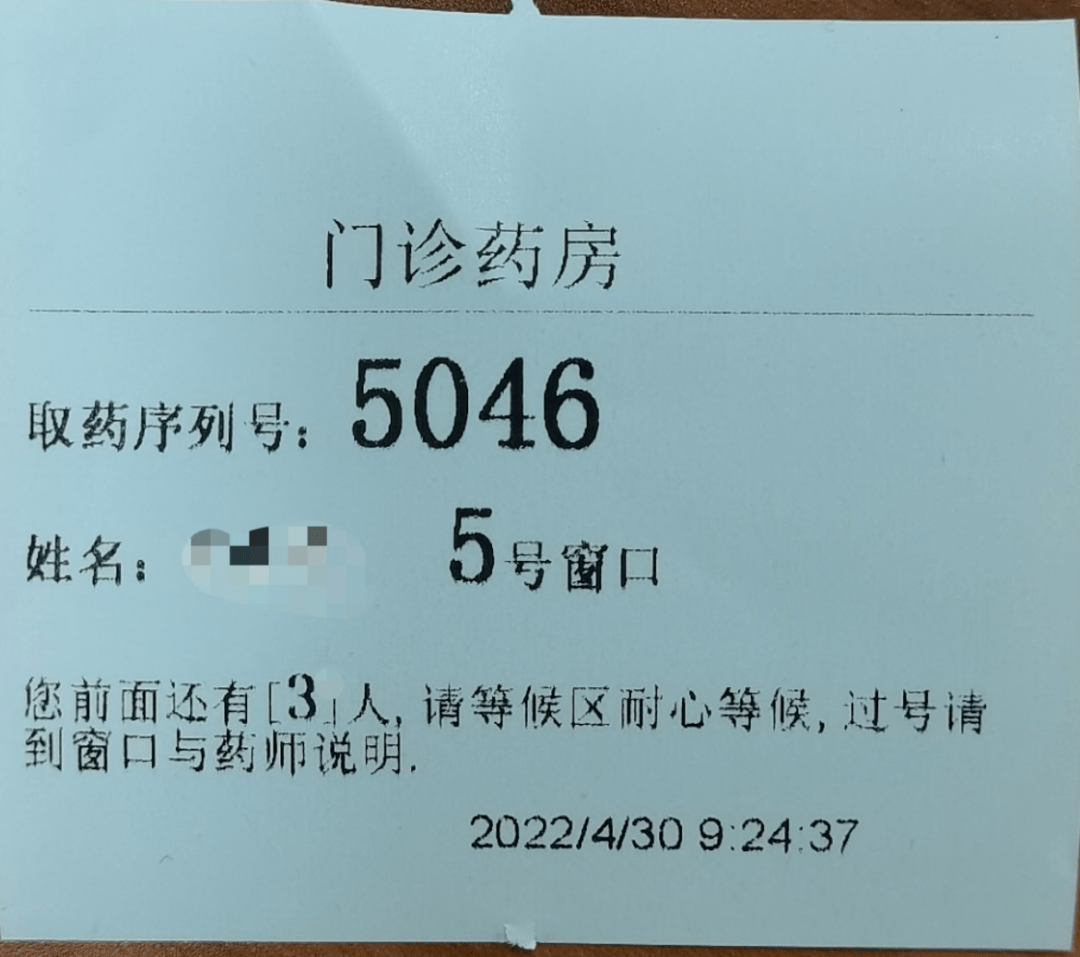 门诊药房
取药序列号：5046
姓名： 5号窗口
您前面还有[3]人，请等候区耐心等候，过号请
到窗口与药师说明.
2022/4/30 9:24:37